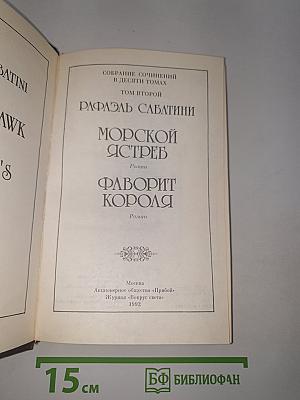 BATINI
AWK
'S
СОБРАНИЕ СОЧИНЕНИЙ
В ДЕСЯТИ ТОМАХ
ТОМ ВТОРОЙ
РАФАЭЛЬ САБАТИНИ
МОРСКОЙ
ЯСТРЕБ
Роман
ФАВОРИТ
КОРОЛЯ
Роман
Москва
Акционерное общество «Прибой»
Журнал «Вокруг света»
1992
15 см
БФ БИБЛИОФАН